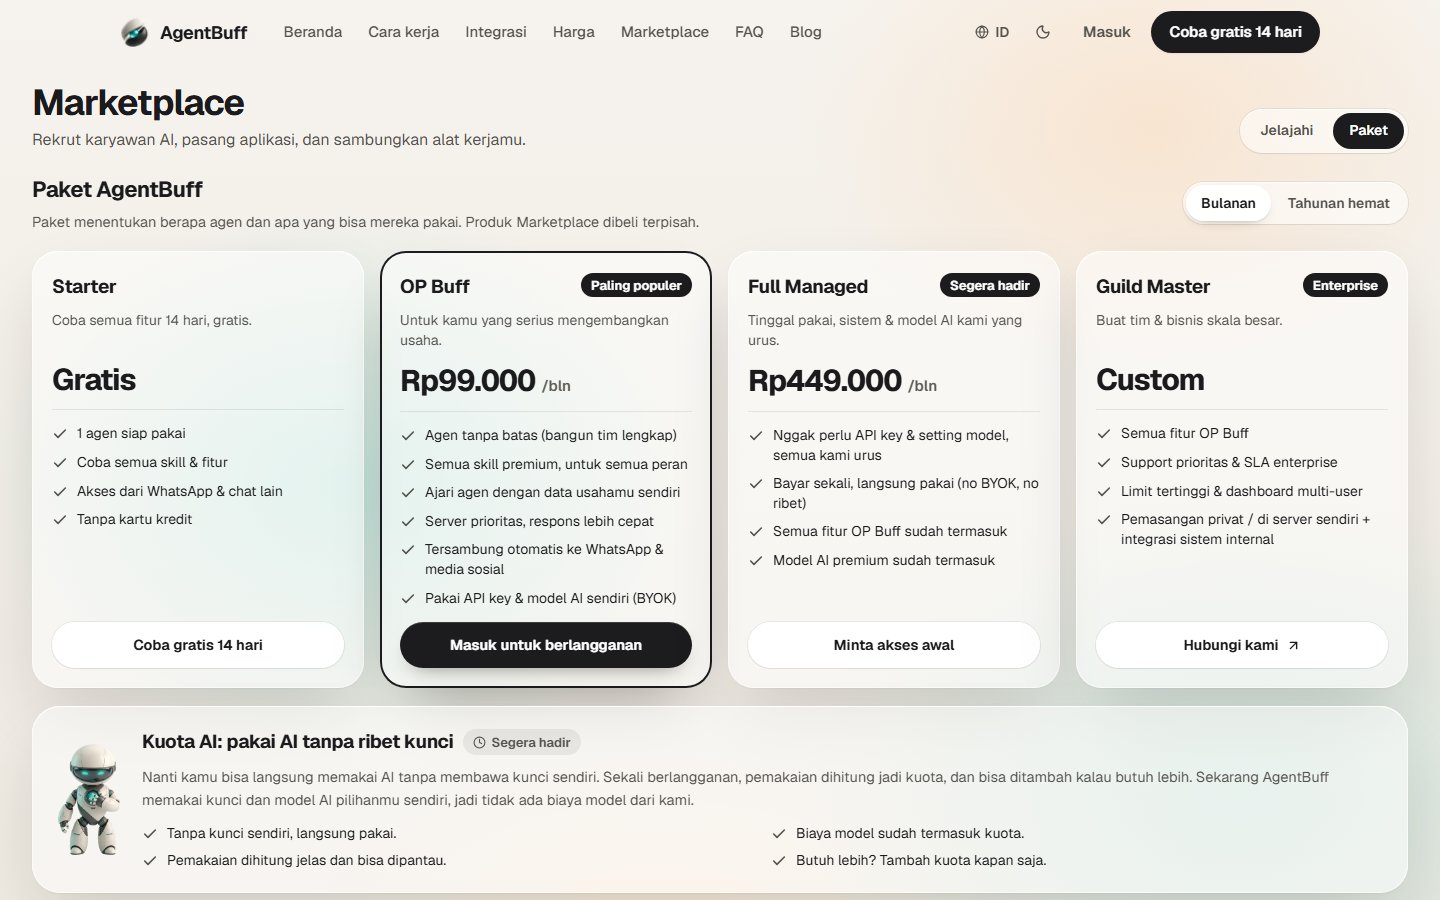 AgentBuff
Beranda
Cara kerja
Integrasi
Harga
Marketplace
FAQ
Blog
ID
Masuk
Coba gratis 14 hari
Marketplace
Rekrut karyawan AI, pasang aplikasi, dan sambungkan alat kerjamu.
Jelajahi
Paket
Paket AgentBuff
Paket menentukan berapa agen dan apa yang bisa mereka pakai. Produk Marketplace dibeli terpisah.
Bulanan
Tahunan hemat
Starter
Coba semua fitur 14 hari, gratis.
Gratis
1 agen siap pakai
Coba semua skill & fitur
Akses dari WhatsApp & chat lain
Tanpa kartu kredit
Coba gratis 14 hari
OP Buff
Paling populer
Untuk kamu yang serius mengembangkan
usaha.
Rp99.000 /bln
Agen tanpa batas (bangun tim lengkap)
Semua skill premium, untuk semua peran
Ajari agen dengan data usahamu sendiri
Server prioritas, respons lebih cepat
Tersambung otomatis ke WhatsApp &
media sosial
Pakai API key & model AI sendiri (BYOK)
Masuk untuk berlangganan
Full Managed
Segera hadir
Tinggal pakai, sistem & model AI kami yang
urus.
Rp449.000 /bln
Nggak perlu API key & setting model,
semua kami urus
Bayar sekali, langsung pakai (no BYOK, no
ribet)
Semua fitur OP Buff sudah termasuk
Model AI premium sudah termasuk
Minta akses awal
Guild Master
Enterprise
Buat tim & bisnis skala besar.
Custom
Semua fitur OP Buff
Support prioritas & SLA enterprise
Limit tertinggi & dashboard multi-user
Pemasangan privat / di server sendiri +
integrasi sistem internal
Hubungi kami
Kuota AI: pakai AI tanpa ribet kunci
Segera hadir
Nanti kamu bisa langsung memakai AI tanpa membawa kunci sendiri. Sekali berlangganan, pemakaian dihitung jadi kuota, dan bisa ditambah kalau butuh lebih. Sekarang AgentBuff
memakai kunci dan model AI pilihanmu sendiri, jadi tidak ada biaya model dari kami.
Tanpa kunci sendiri, langsung pakai.
Biaya model sudah termasuk kuota.
Pemakaian dihitung jelas dan bisa dipantau.
Butuh lebih? Tambah kuota kapan saja.